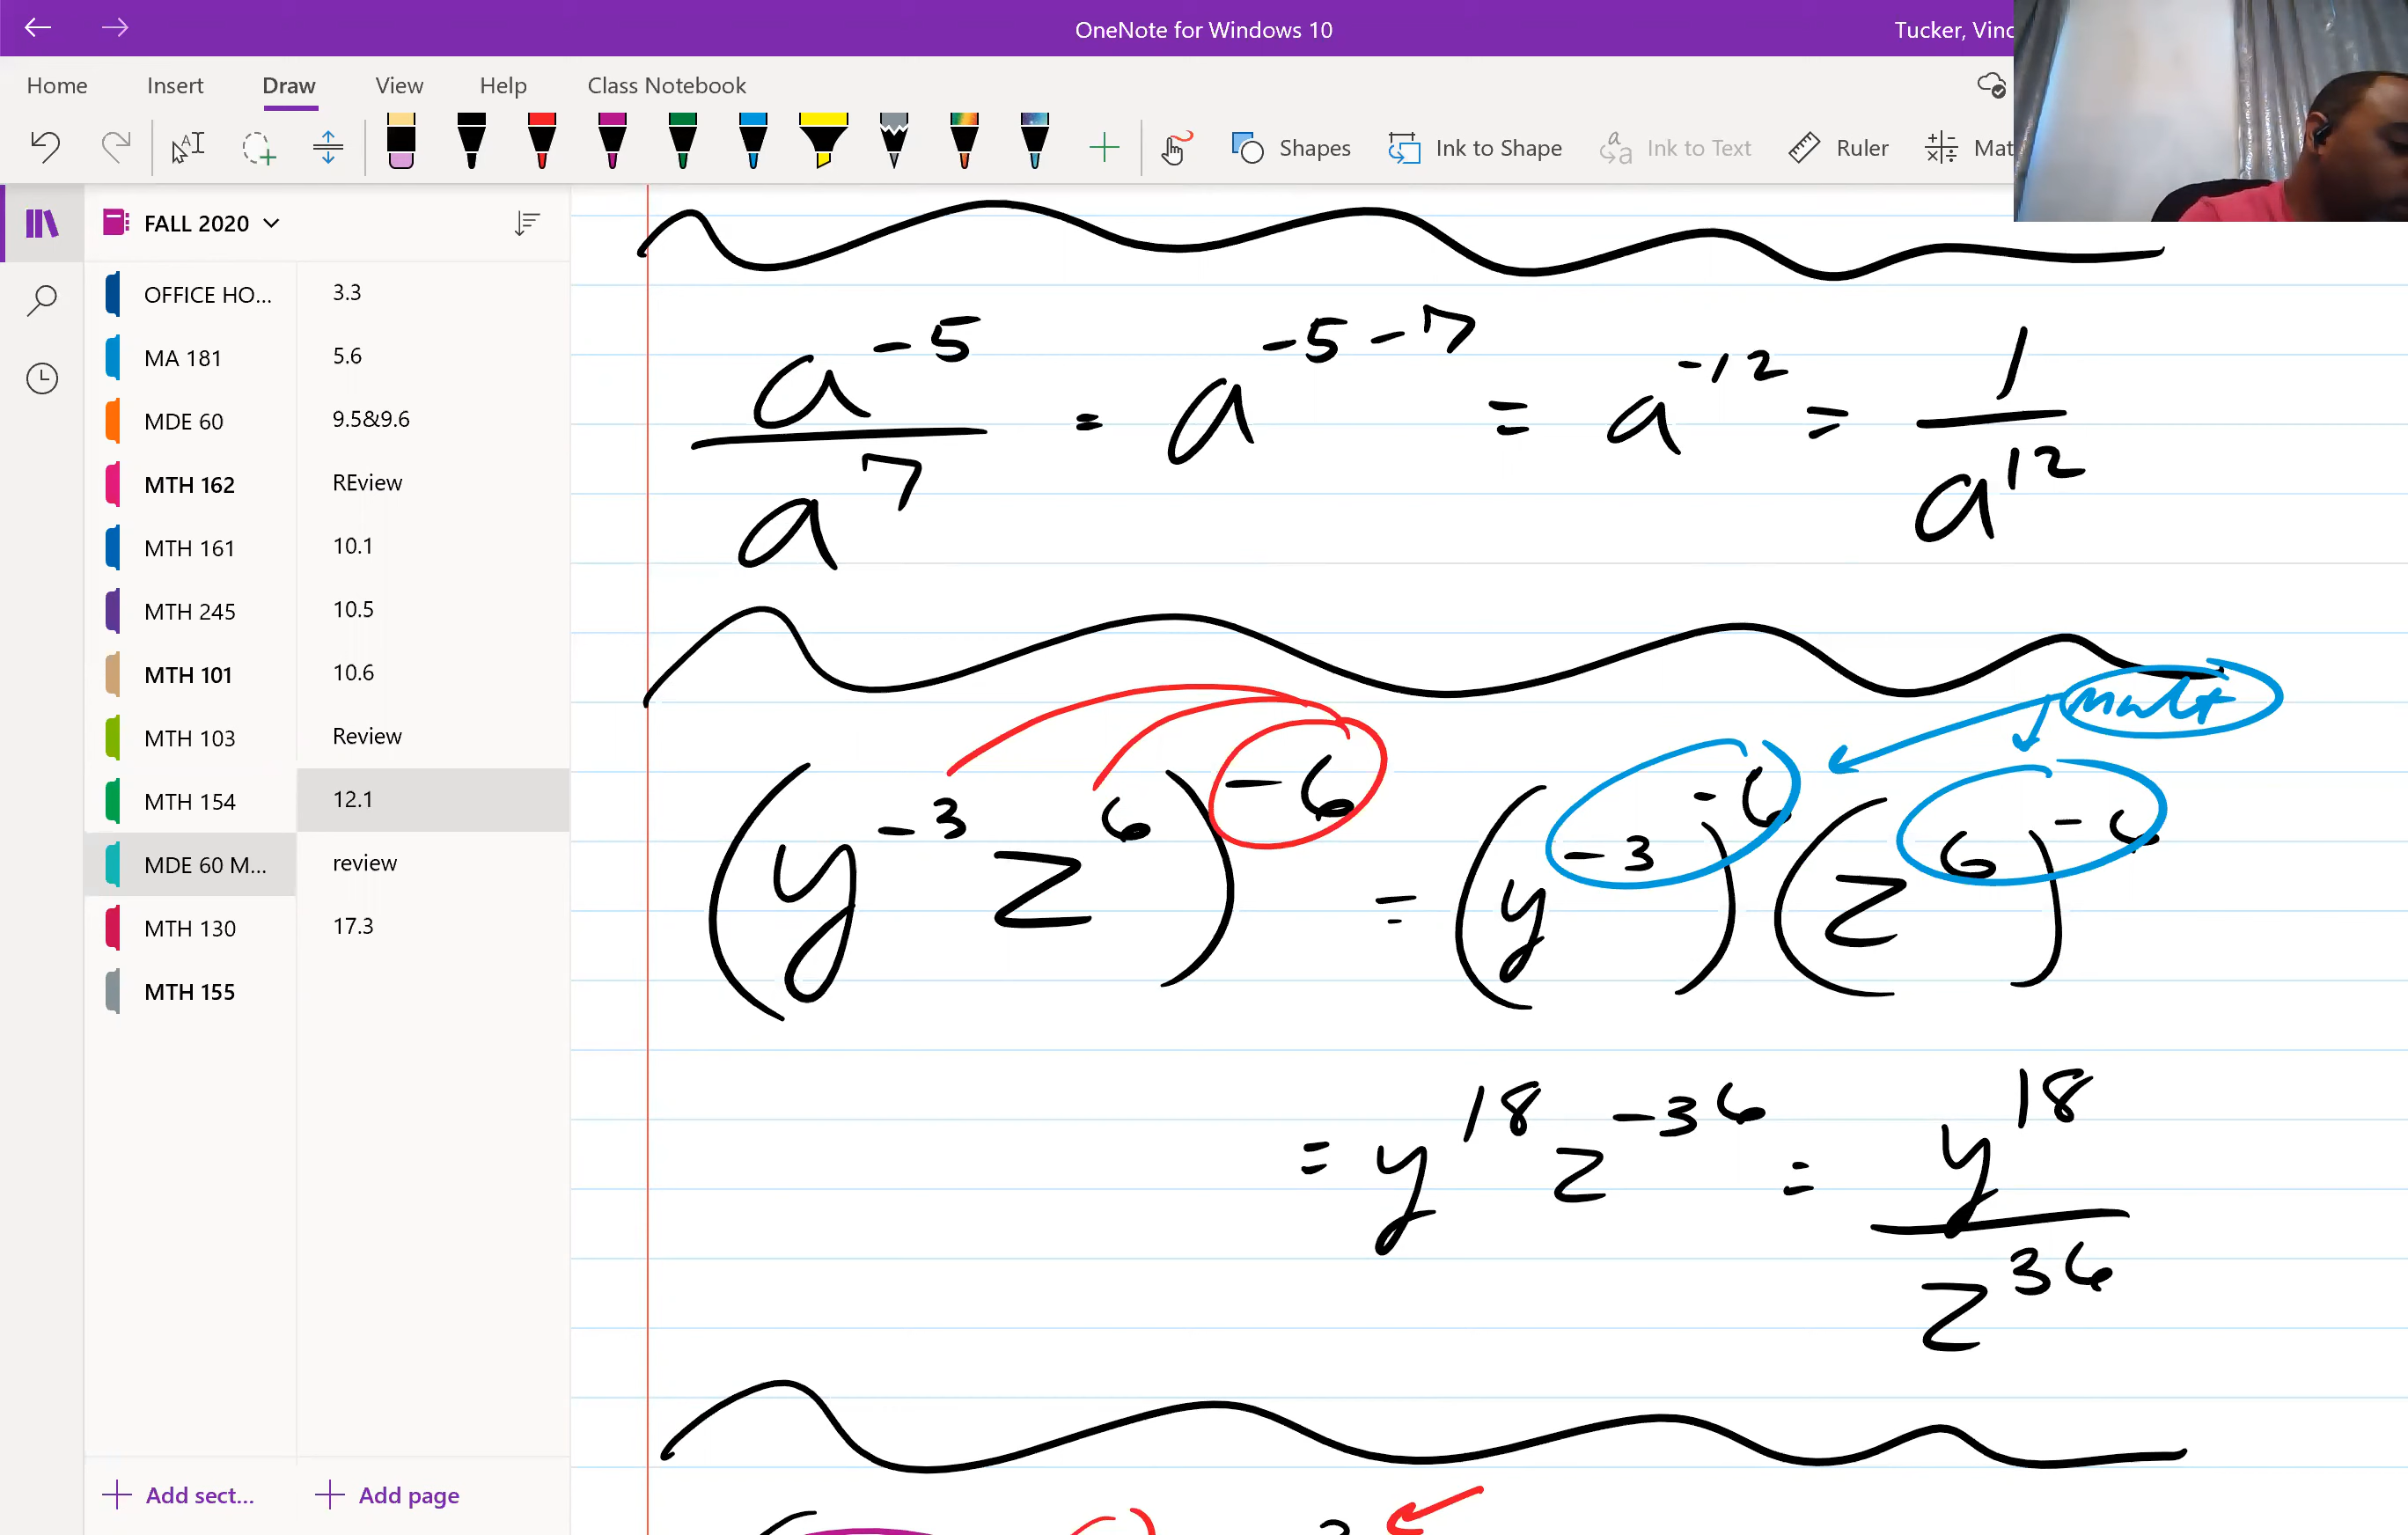 OneNote for Windows 10
Tucker, Vinc
Home Insert Draw View Help Class Notebook
Shapes Ink to Shape Ink to Text Ruler Mat
FALL 2020
OFFICE HO...
MA 181
MDE 60
MTH 162
MTH 161
MTH 245
MTH 101
MTH 103
MTH 154
MDE 60 M...
MTH 130
MTH 155
Add sect...
3.3
5.6
9.5&9.6
REview
10.1
10.5
10.6
Review
12.1
review
17.3
Add page
a^-5 / a^7 = a^-5-7 = a^-12 = 1 / a^12
mult
(y^-3 z^6)^-6 = (y^-3)^-6 (z^6)^-6
= y^18 z^-36 = y^18 / z^36